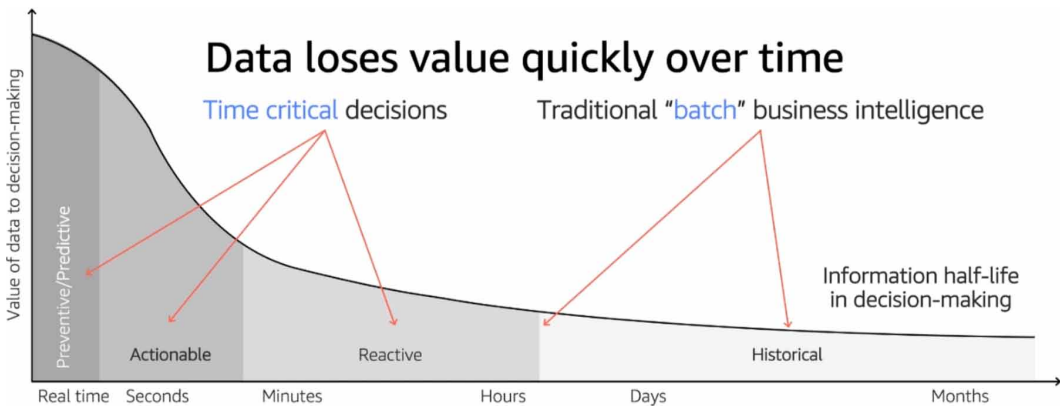 Data loses value quickly over time
Time critical decisions
Traditional “batch” business intelligence
Value of data to decision-making
Preventive/Predictive
Information half-life
in decision-making
Actionable
Reactive
Historical
Real time
Seconds
Minutes
Hours
Days
Months